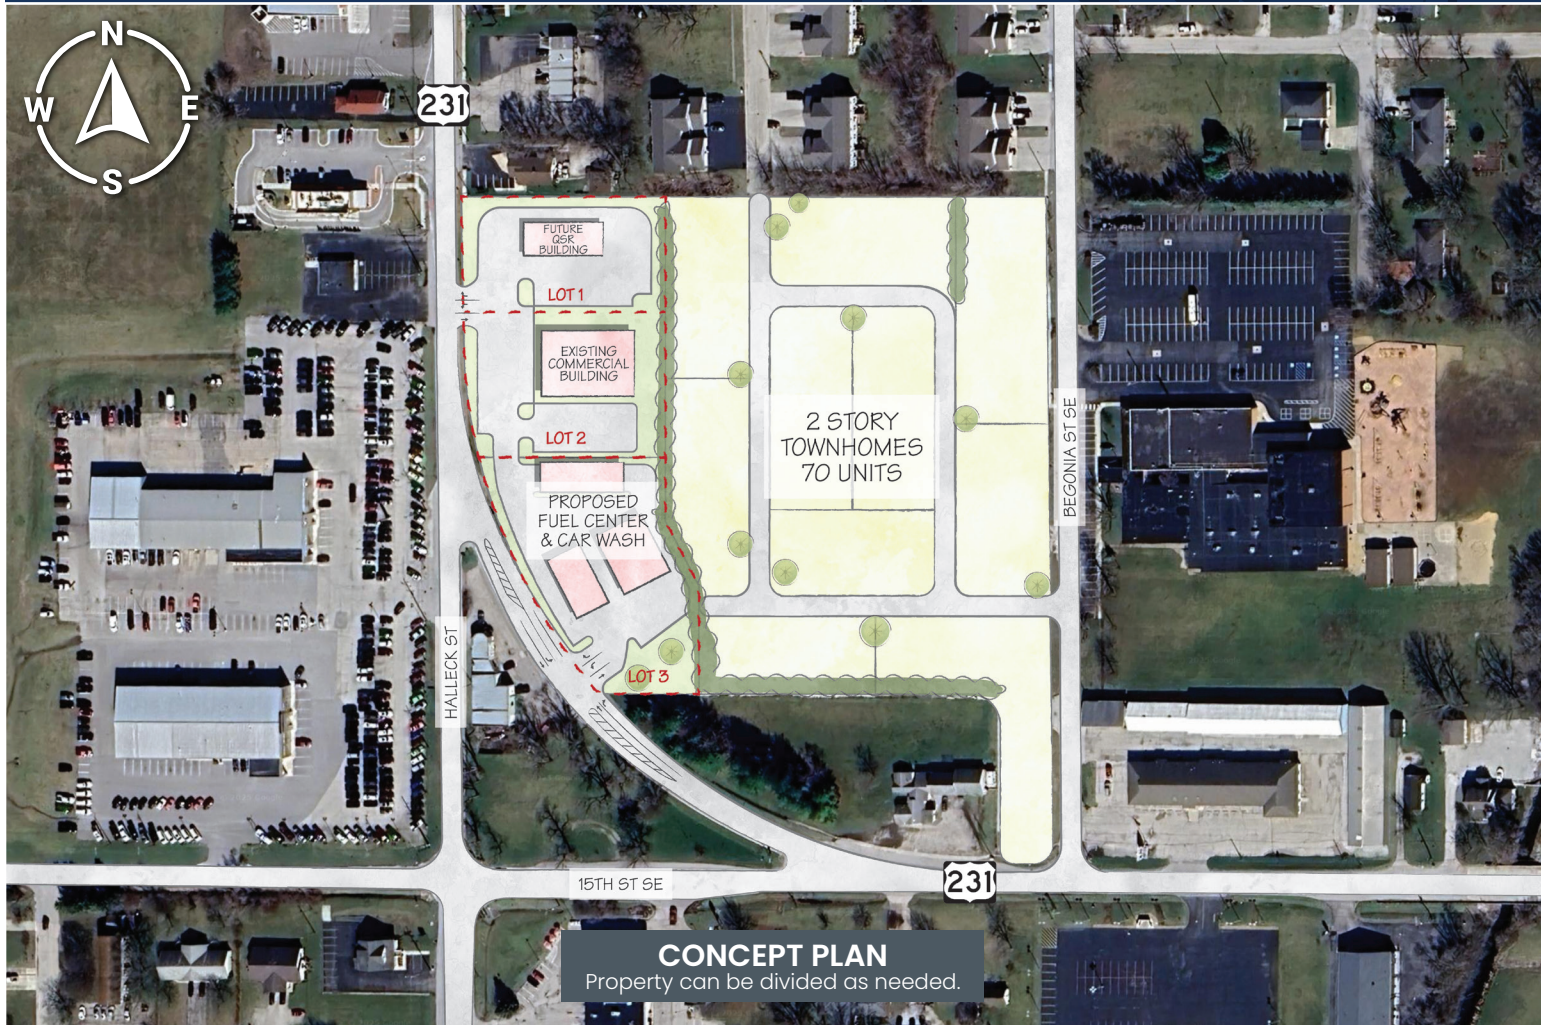 N
W
E
S
231
FUTURE
QSR
BUILDING
LOT 1
EXISTING
COMMERCIAL
BUILDING
LOT 2
2 STORY
TOWNHOMES
70 UNITS
BEGONIA ST SE
PROPOSED
FUEL CENTER
& CAR WASH
HALLECK ST
LOT 3
15TH ST SE
231
CONCEPT PLAN
Property can be divided as needed.